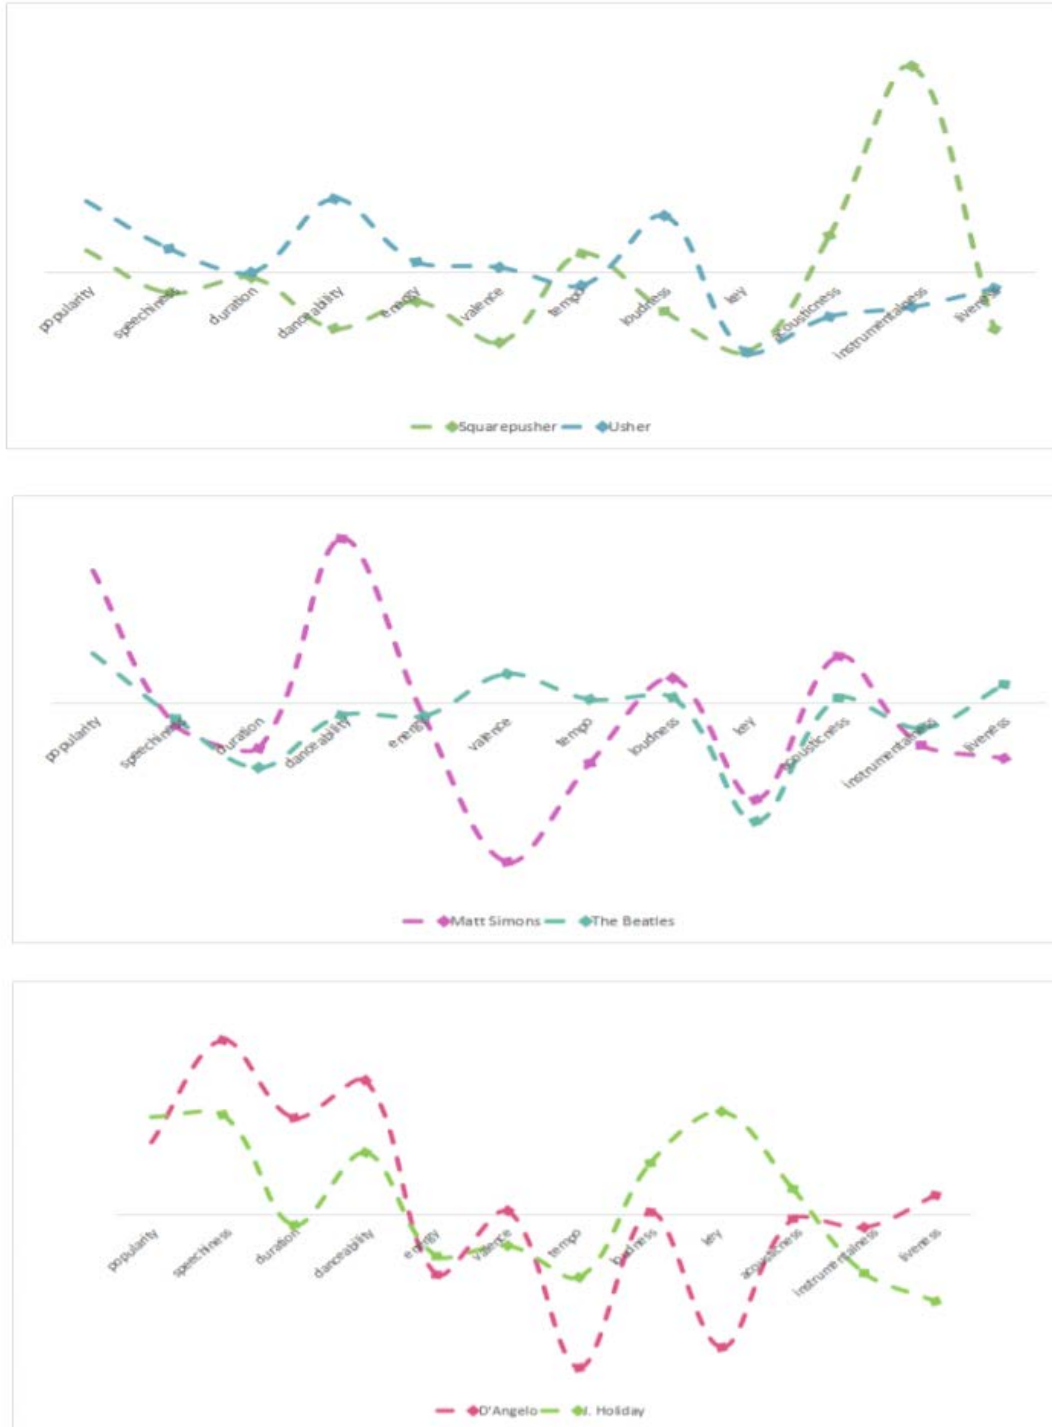 popularity
speechiness
duration
danceability
energy
valence
tempo
loudness
key
acousticness
instrumentalness
liveness
Squarepusher Usher
popularity
speechiness
duration
danceability
energy
valence
tempo
loudness
key
acousticness
instrumentalness
liveness
Matt Simons The Beatles
popularity
speechiness
duration
danceability
energy
valence
tempo
loudness
key
acousticness
instrumentalness
liveness
D'Angelo J. Holiday